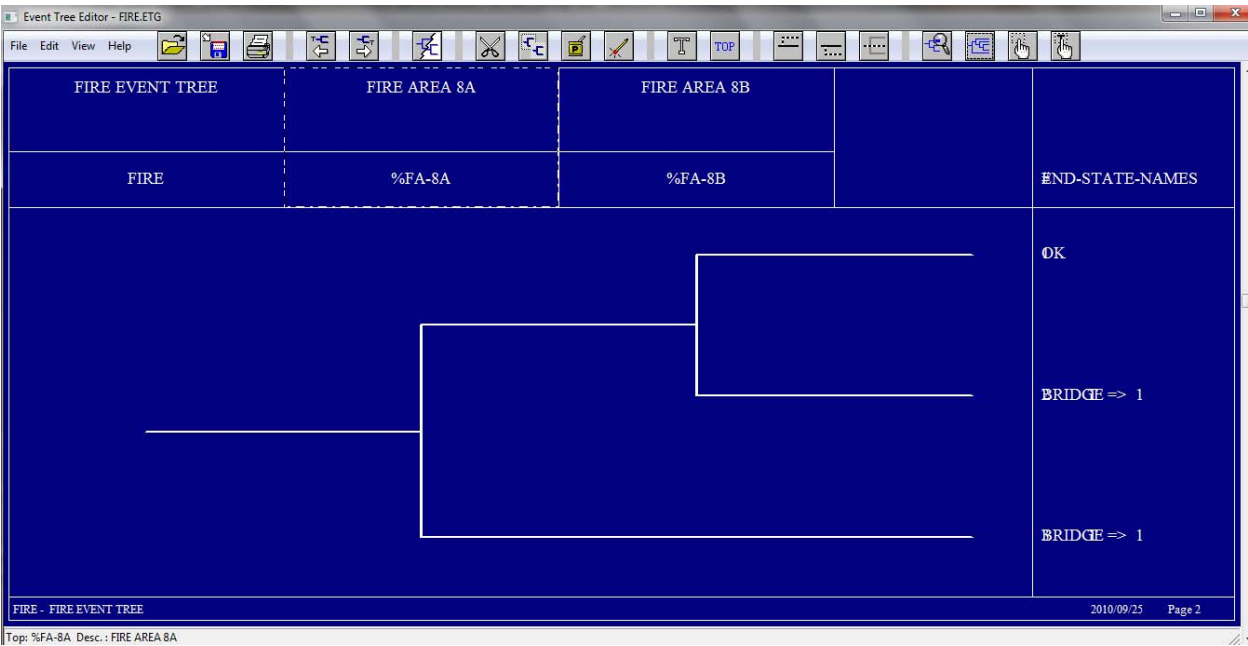 Event Tree Editor - FIRE.ETG
File Edit View Help
T TOP
FIRE EVENT TREE FIRE AREA 8A FIRE AREA 8B
FIRE %FA-8A %FA-8B END-STATE-NAMES
OK
BRIDGE => 1
BRIDGE => 1
FIRE - FIRE EVENT TREE 2010/09/25 Page 2
Top: %FA-8A Desc. : FIRE AREA 8A